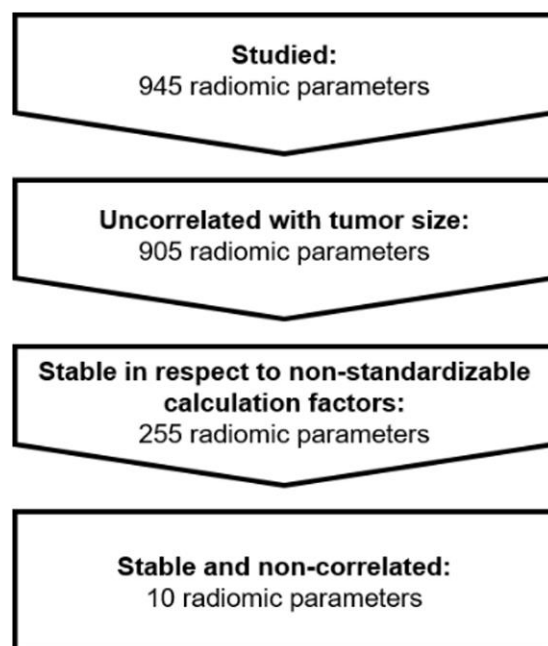 Studied:
945 radiomic parameters
Uncorrelated with tumor size:
905 radiomic parameters
Stable in respect to non-standardizable
calculation factors:
255 radiomic parameters
Stable and non-correlated:
10 radiomic parameters